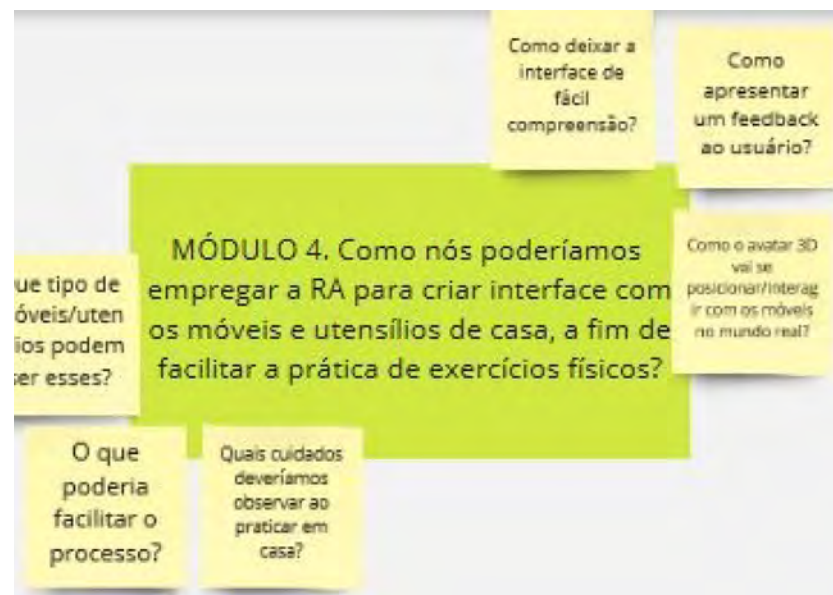 Como deixar a
interface de
fácil
compreensão?
Como
apresentar
um feedback
ao usuário?
MÓDULO 4. Como nós poderíamos
empregar a RA para criar interface com
os móveis e utensílios de casa, a fim de
facilitar a prática de exercícios físicos?
Como o avatar 3D
vai se
posicionar/interag
ir com os móveis
no mundo real?
ue tipo de
óveis/uten
ios podem
ser esses?
O que
poderia
facilitar o
processo?
Quais cuidados
deveríamos
observar ao
praticar em
casa?